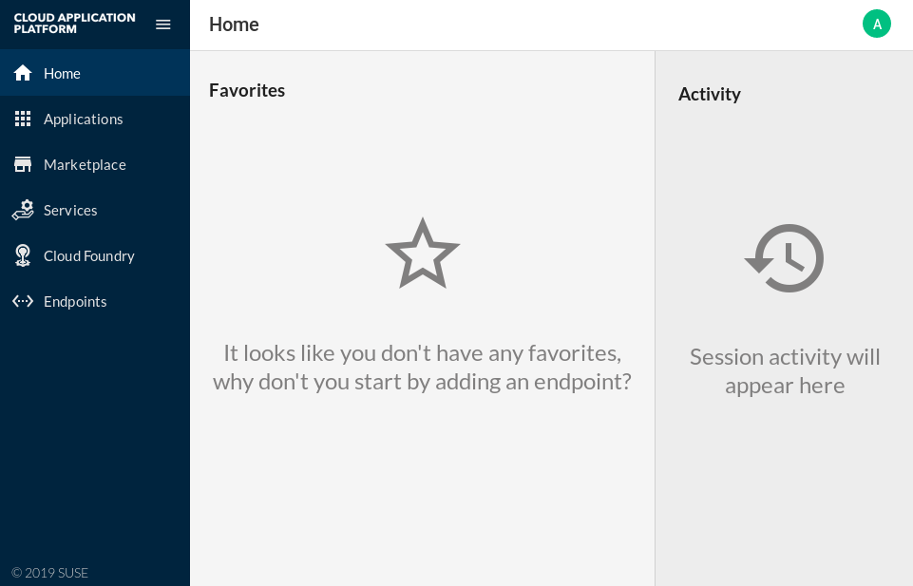 CLOUD APPLICATION
PLATFORM
Home
Applications
Marketplace
Services
Cloud Foundry
Endpoints
© 2019 SUSE
Home
A
Favorites
It looks like you don't have any favorites,
why don't you start by adding an endpoint?
Activity
Session activity will
appear here